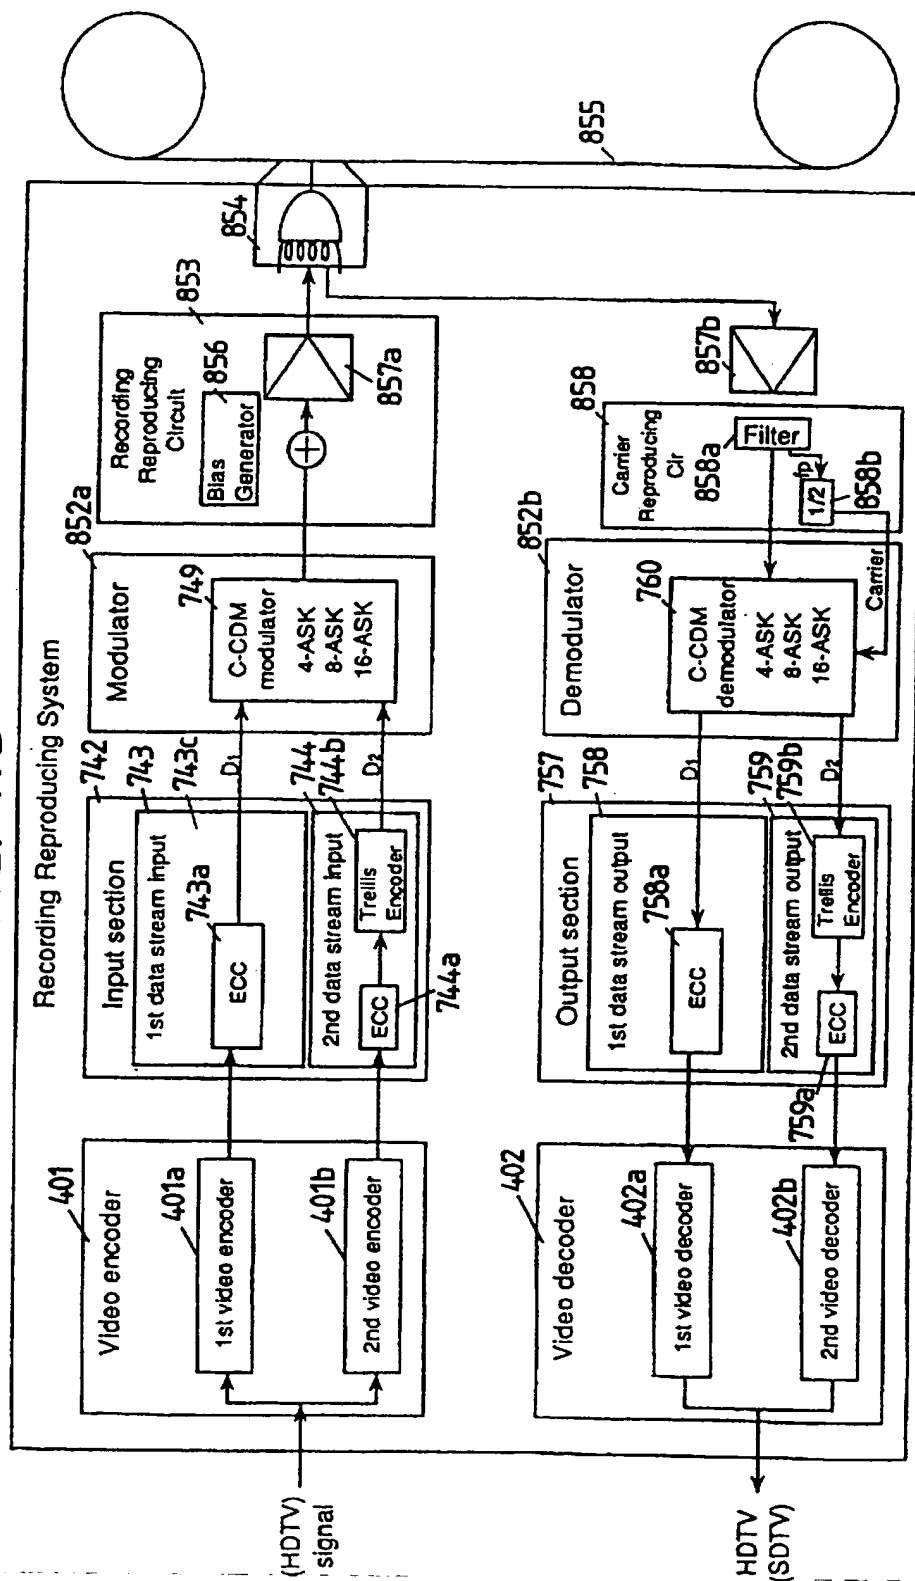 Recording Reproducing System
401
Video encoder
401a
1st video encoder
401b
2nd video encoder
(HDTV)
signal
742
Input section
743
1st data stream input
743c
743a
ECC
744
2nd data stream input
744b
ECC
744a
Trellis
Encoder
D1
D2
852a
Modulator
749
C-CDM
modulator
4-ASK
8-ASK
16-ASK
853
Recording
Reproducing
Circuit
856
Bias
Generator
857a
854
855
857b
858
Carrier
Reproducing
Cir
858a
Filter
fp
1/2
858b
Carrier
852b
Demodulator
760
C-CDM
demodulator
4-ASK
8-ASK
16-ASK
D1
D2
757
Output section
758
1st data stream output
758a
ECC
759
2nd data stream output
759b
Trellis
Encoder
ECC
759a
402
Video decoder
402a
1st video decoder
402b
2nd video decoder
HDTV
(SDTV)